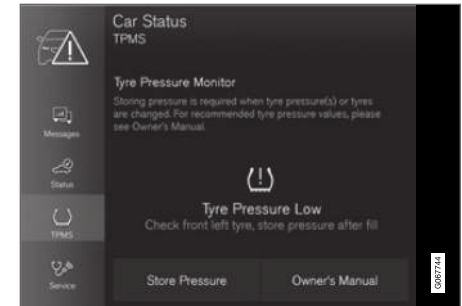 Car Status
TPMS
Tyre Pressure Monitor
Storing pressure is required when tyre pressure(s) or tyres
are changed. For recommended tyre pressure values, please
see Owner's Manual.
Messages
Status
TPMS
Service
Tyre Pressure Low
Check front left tyre, store pressure after fill
Store Pressure
Owner's Manual
G067744